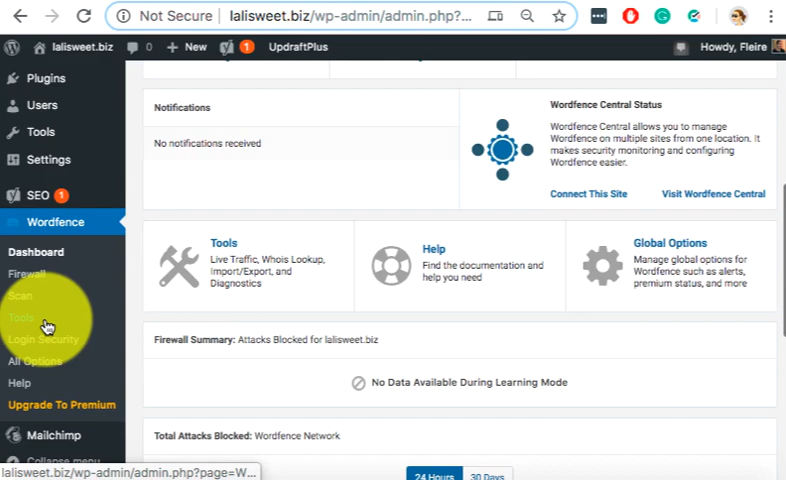 Not Secure lalisweet.biz/wp-admin/admin.php?...
lalisweet.biz 0 New 1 UpdraftPlus Howdy, Fleire
Plugins
Users
Tools
Settings
SEO 1
Wordfence
Dashboard
Firewall
Scan
Tools
Login Security
All Options
Help
Upgrade To Premium
Mailchimp
Collapse menu
lalisweet.biz/wp-admin/admin.php?page=W...
Notifications
No notifications received
Wordfence Central Status
Wordfence Central allows you to manage
Wordfence on multiple sites from one location. It
makes security monitoring and configuring
Wordfence easier.
Connect This Site Visit Wordfence Central
Tools
Live Traffic, Whois Lookup,
Import/Export, and
Diagnostics
Help
Find the documentation and
help you need
Global Options
Manage global options for
Wordfence such as alerts,
premium status, and more
Firewall Summary: Attacks Blocked for lalisweet.biz
No Data Available During Learning Mode
Total Attacks Blocked: Wordfence Network
24 Hours 30 Days